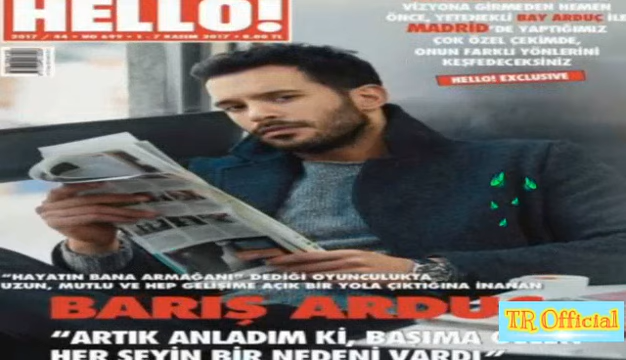 HELLO!
2017 / 44 • NO 699 • 1 - 7 KASIM 2017 • 8.00 TL
VİZYONA GİRMEDEN HEMEN
ÖNCE, YETENEKLİ BAY ARDUÇ İLE
MADRİD'DE YAPTIĞIMIZ
ÇOK ÖZEL ÇEKİMDE,
ONUN FARKLI YÖNLERİNİ
KEŞFEDECEKSİNİZ
HELLO! EXCLUSIVE
"HAYATIN BANA ARMAĞANI" DEDİĞİ OYUNCULUKTA
UZUN, MUTLU VE HEP GELİŞİME AÇIK BİR YOLA ÇIKTIĞINA İNANAN
BARIŞ ARDUÇ
TR Official
"ARTIK ANLADIM Kİ, BAŞIMA
HER ŞEYİN BİR NEDENİ VARDI"